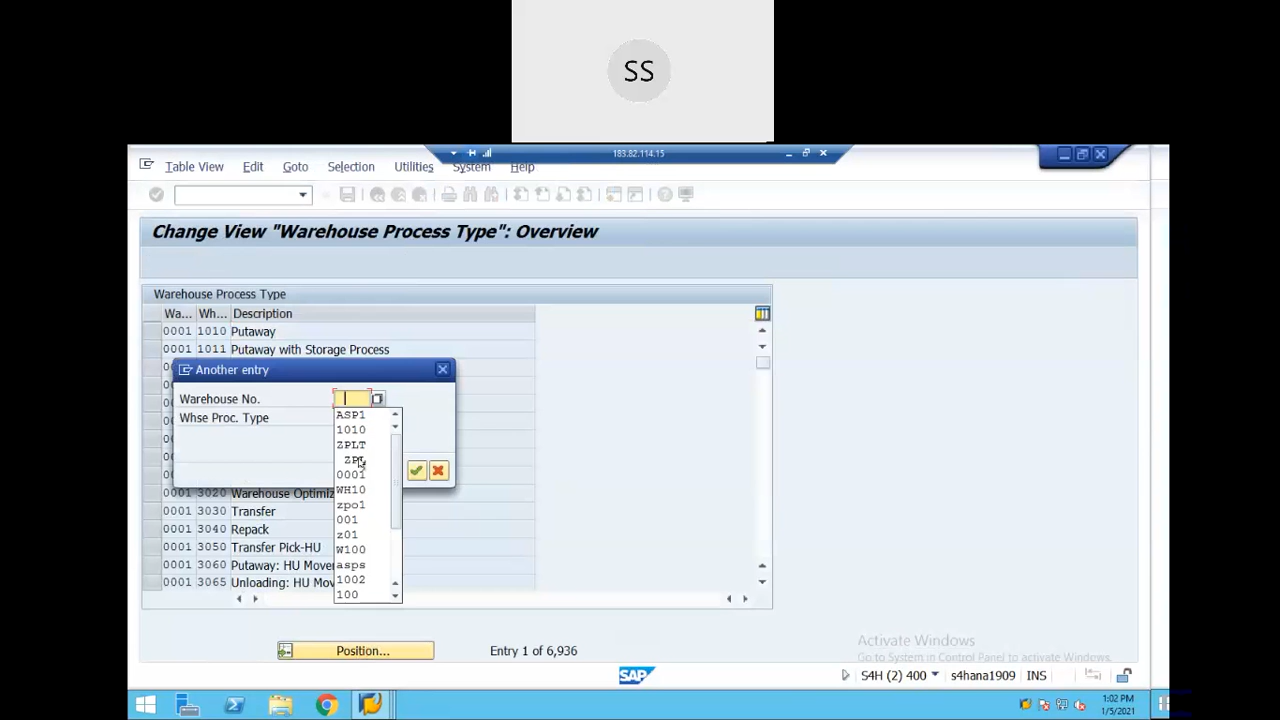 SS
183.82.114.15
Table View Edit Goto Selection Utilities System Help
Change View "Warehouse Process Type": Overview
Warehouse Process Type
Wa... Wh... Description
0001 1010 Putaway
0001 1011 Putaway with Storage Process
Another entry
Warehouse No.
Whse Proc. Type
ASP1
1010
ZPLT
0001
WH10
zpo1
001
z01
W100
asps
1002
100
0001 3020 Warehouse Optimiz
0001 3030 Transfer
0001 3040 Repack
0001 3050 Transfer Pick-HU
0001 3060 Putaway: HU Movem
0001 3065 Unloading: HU Mov
Position...
Entry 1 of 6,936
Activate Windows
Go to System in Control Panel to activate Windows.
SAP
S4H (2) 400 s4hana1909 INS
1:02 PM
1/5/2021